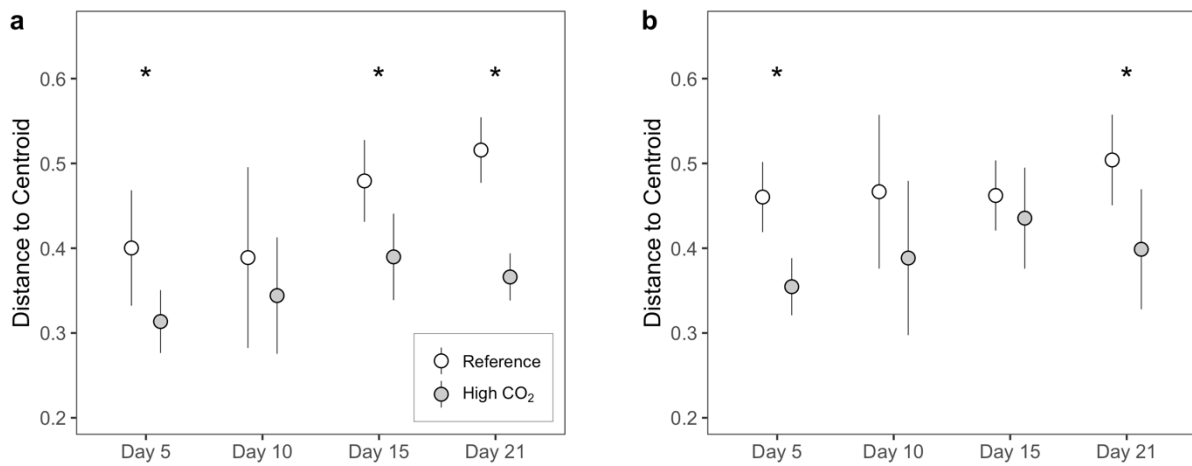 a
Distance to Centroid
0.6
0.5
0.4
0.3
0.2
* * *
Reference
High CO₂
Day 5 Day 10 Day 15 Day 21
b
Distance to Centroid
0.6
0.5
0.4
0.3
0.2
* *
Day 5 Day 10 Day 15 Day 21